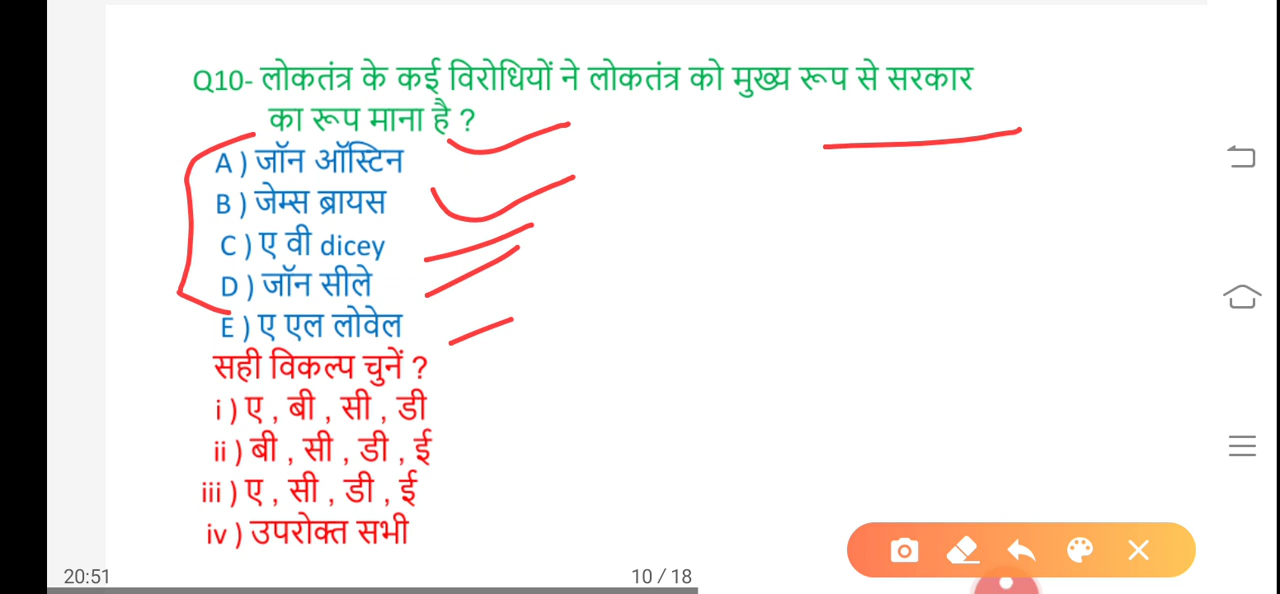 Q10- लोकतंत्र के कई विरोधियों ने लोकतंत्र को मुख्य रूप से सरकार
का रूप माना है ?
A ) जॉन ऑस्टिन
B ) जेम्स ब्रायस
C ) ए वी dicey
D ) जॉन सीले
E ) ए एल लोवेल
सही विकल्प चुनें ?
i ) ए , बी , सी , डी
ii ) बी , सी , डी , ई
iii ) ए , सी , डी , ई
iv ) उपरोक्त सभी
20:51
10 / 18